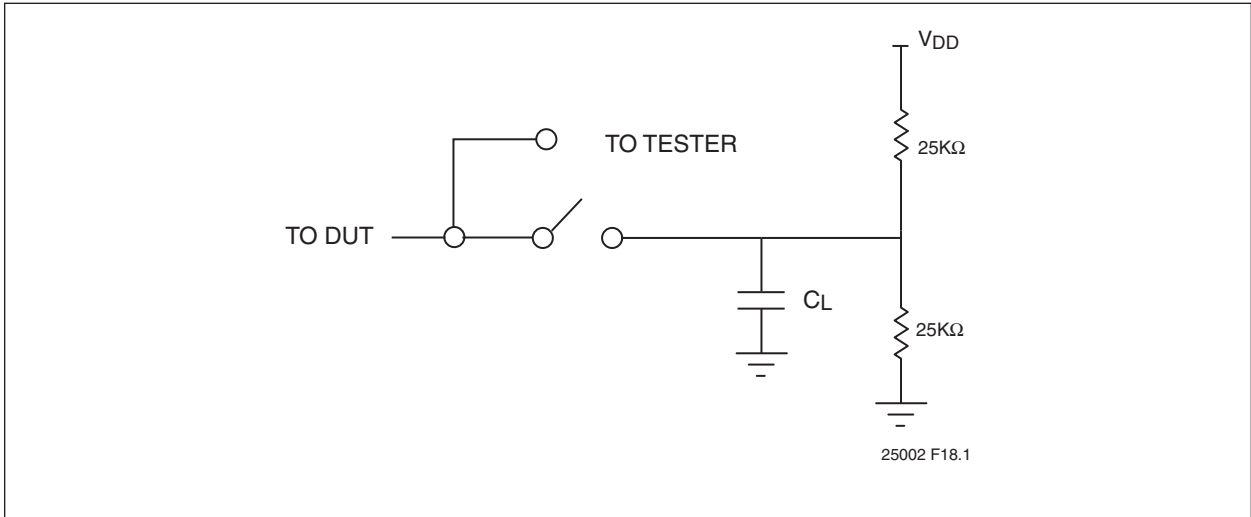 VDD
25KΩ
TO TESTER
TO DUT
CL
25KΩ
25002 F18.1